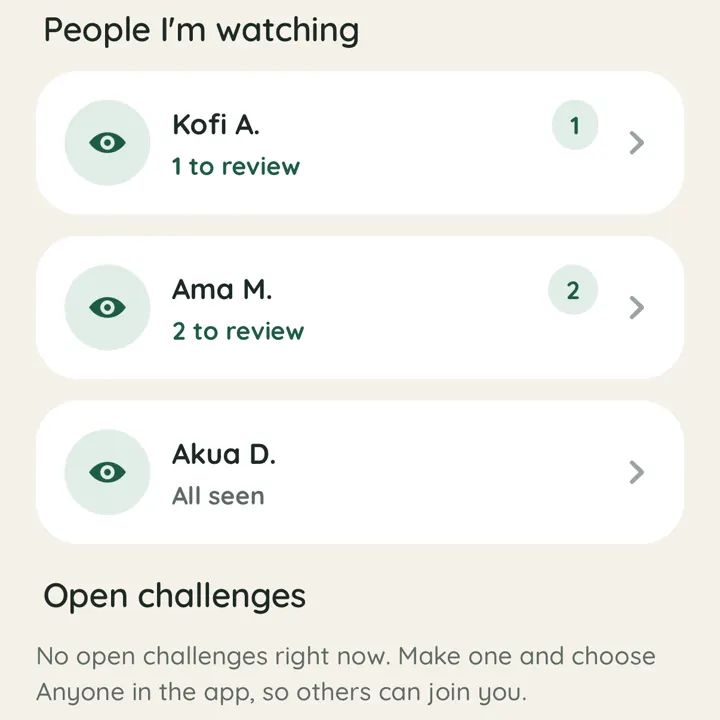 People I'm watching
Kofi A.
1
1 to review
Ama M.
2
2 to review
Akua D.
All seen
Open challenges
No open challenges right now. Make one and choose
Anyone in the app, so others can join you.